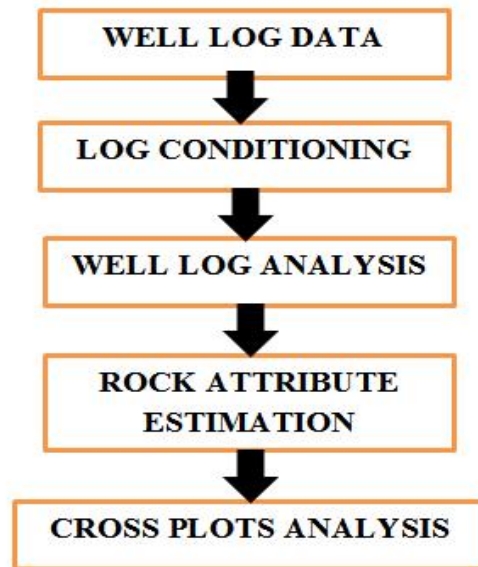 WELL LOG DATA
LOG CONDITIONING
WELL LOG ANALYSIS
ROCK ATTRIBUTE
ESTIMATION
CROSS PLOTS ANALYSIS